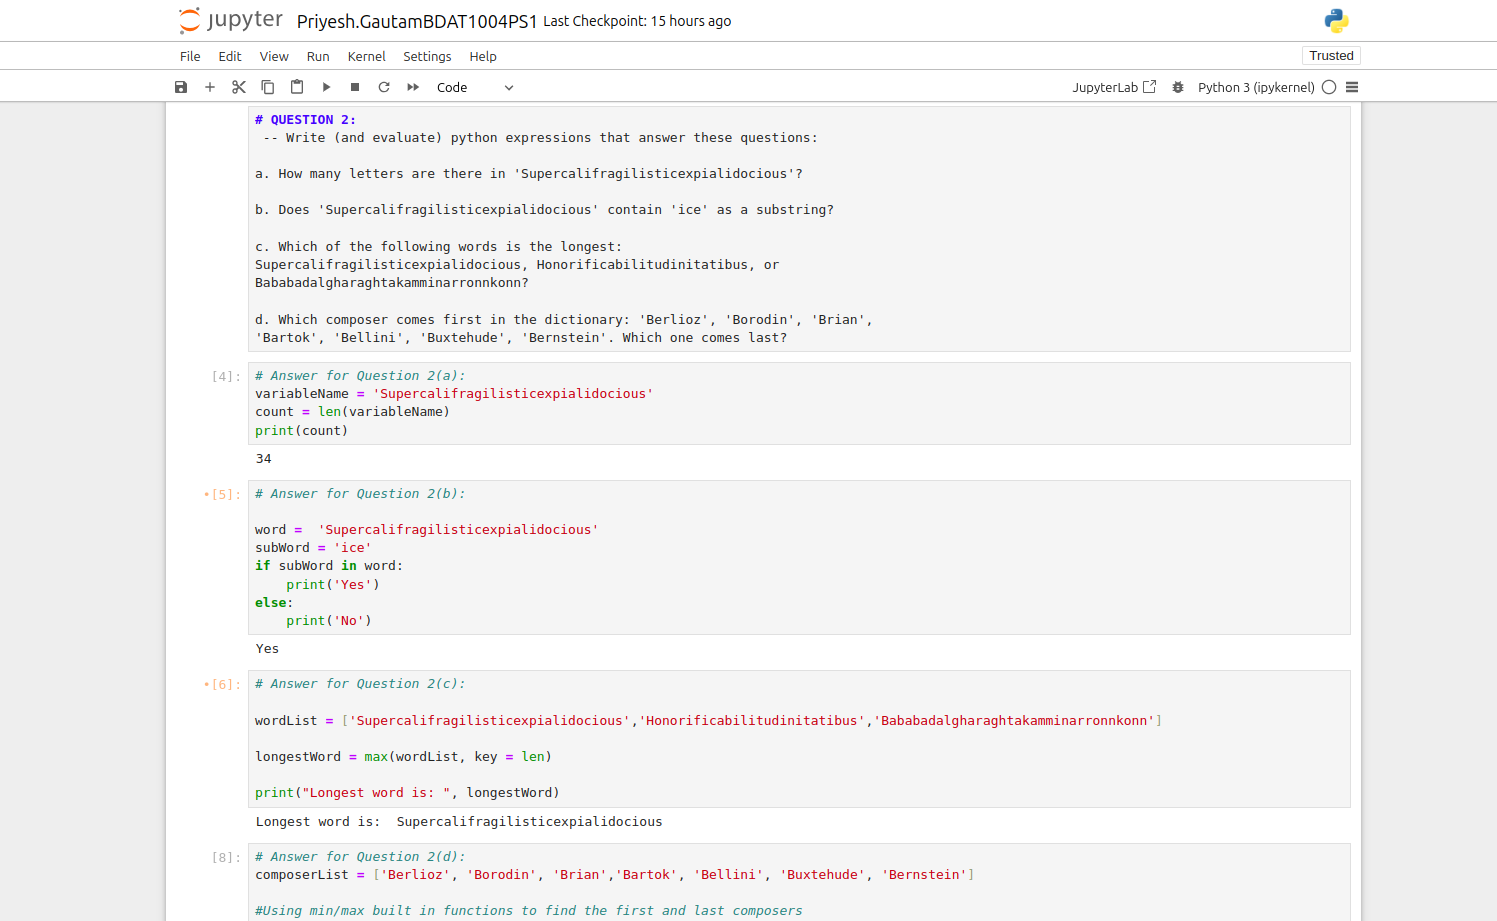 jupyter Priyesh.GautamBDAT1004PS1 Last Checkpoint: 15 hours ago
File Edit View Run Kernel Settings Help Trusted
Code JupyterLab Python 3 (ipykernel)
# QUESTION 2:
-- Write (and evaluate) python expressions that answer these questions:
a. How many letters are there in 'Supercalifragilisticexpialidocious'?
b. Does 'Supercalifragilisticexpialidocious' contain 'ice' as a substring?
c. Which of the following words is the longest:
Supercalifragilisticexpialidocious, Honorificabilitudinitatibus, or
Bababadalgharaghtakamminarronnkonn?
d. Which composer comes first in the dictionary: 'Berlioz', 'Borodin', 'Brian',
'Bartok', 'Bellini', 'Buxtehude', 'Bernstein'. Which one comes last?
[4]: # Answer for Question 2(a):
variableName = 'Supercalifragilisticexpialidocious'
count = len(variableName)
print(count)
34
•[5]: # Answer for Question 2(b):
word =  'Supercalifragilisticexpialidocious'
subWord = 'ice'
if subWord in word:
    print('Yes')
else:
    print('No')
Yes
•[6]: # Answer for Question 2(c):
wordList = ['Supercalifragilisticexpialidocious','Honorificabilitudinitatibus','Bababadalgharaghtakamminarronnkonn']
longestWord = max(wordList, key = len)
print("Longest word is: ", longestWord)
Longest word is:  Supercalifragilisticexpialidocious
[8]: # Answer for Question 2(d):
composerList = ['Berlioz', 'Borodin', 'Brian','Bartok', 'Bellini', 'Buxtehude', 'Bernstein']
#Using min/max built in functions to find the first and last composers